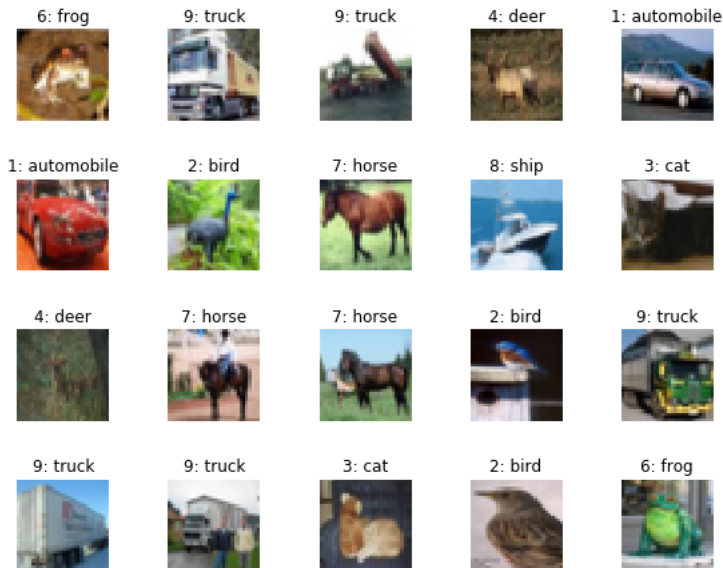 6: frog 9: truck 9: truck 4: deer 1: automobile
1: automobile 2: bird 7: horse 8: ship 3: cat
4: deer 7: horse 7: horse 2: bird 9: truck
9: truck 9: truck 3: cat 2: bird 6: frog